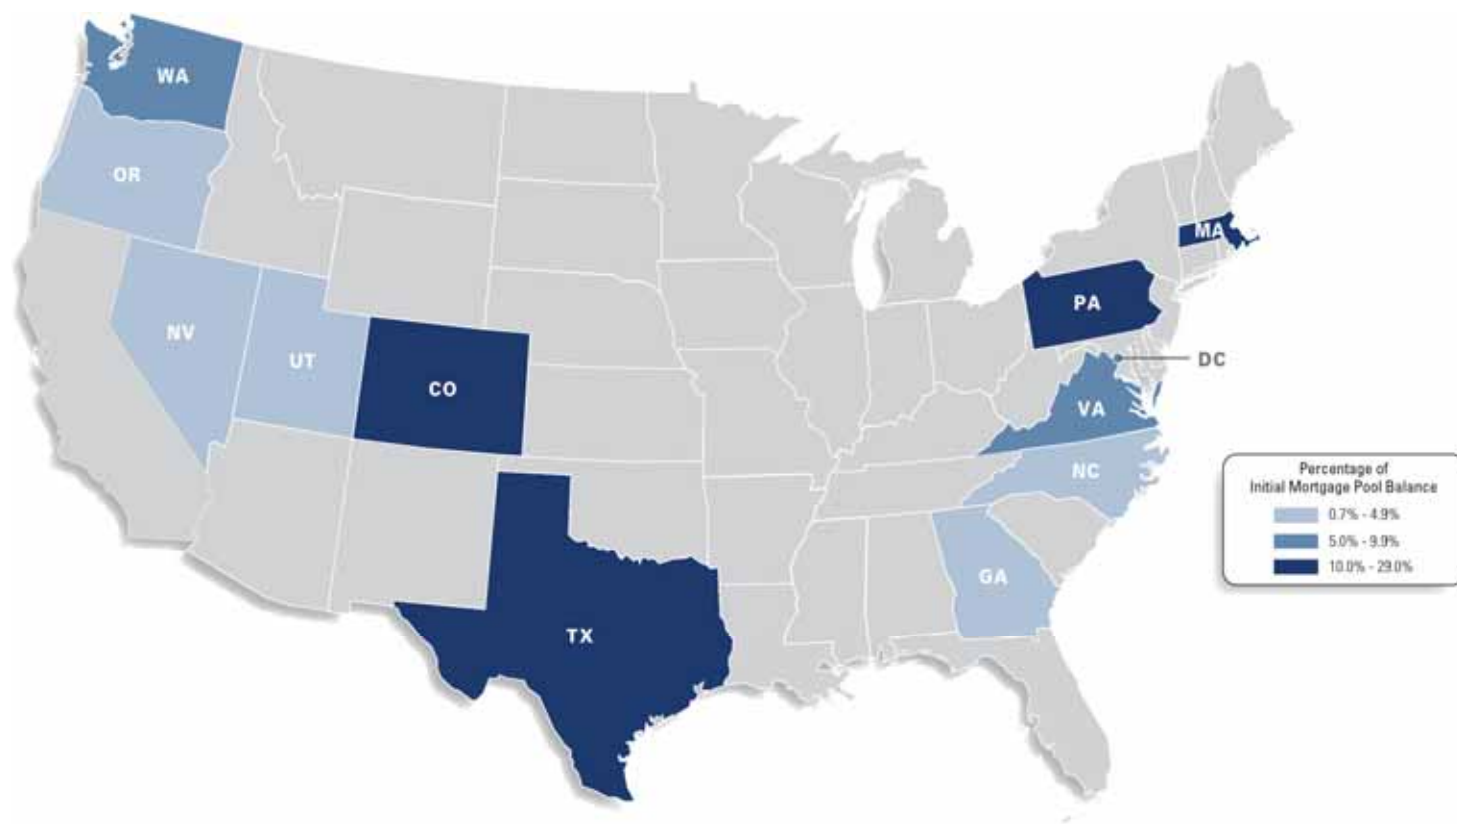 WA
OR
MA
PA
NV
UT
DC
CO
VA
NC
Percentage of
Initial Mortgage Pool Balance
0.7% - 4.9%
5.0% - 9.9%
10.0% - 29.0%
GA
TX